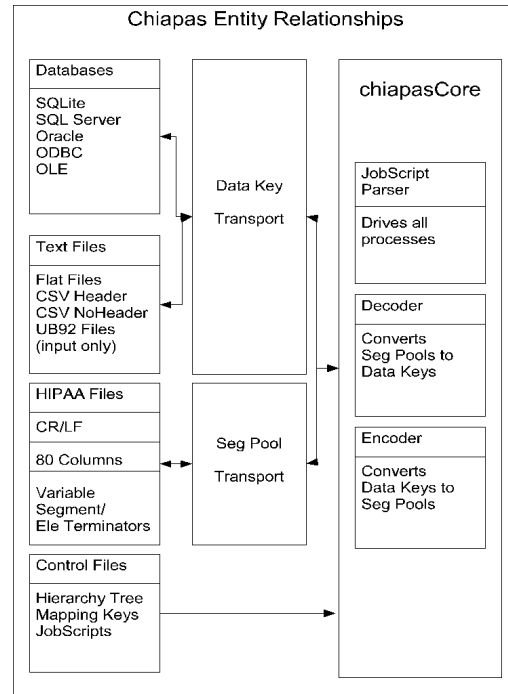 Chiapas Entity Relationships
Databases
SQLite
SQL Server
Oracle
ODBC
OLE
Text Files
Flat Files
CSV Header
CSV NoHeader
UB92 Files
(input only)
HIPAA Files
CR/LF
80 Columns
Variable
Segment/
Ele Terminators
Control Files
Hierarchy Tree
Mapping Keys
JobScripts
Data Key
Transport
Seg Pool
Transport
chiapasCore
JobScript
Parser
Drives all
processes
Decoder
Converts
Seg Pools to
Data Keys
Encoder
Converts
Data Keys to
Seg Pools